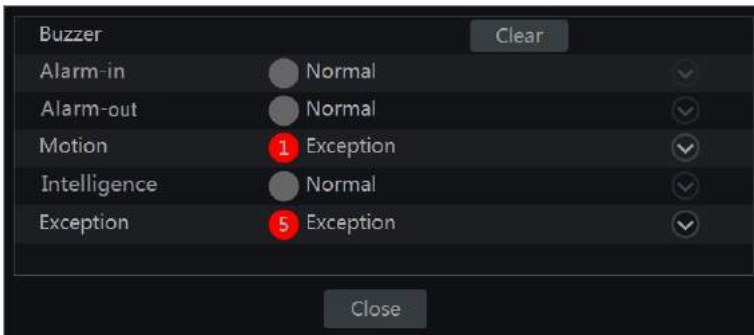 Buzzer Clear
Alarm-in Normal
Alarm-out Normal
Motion 1 Exception
Intelligence Normal
Exception 5 Exception
Close